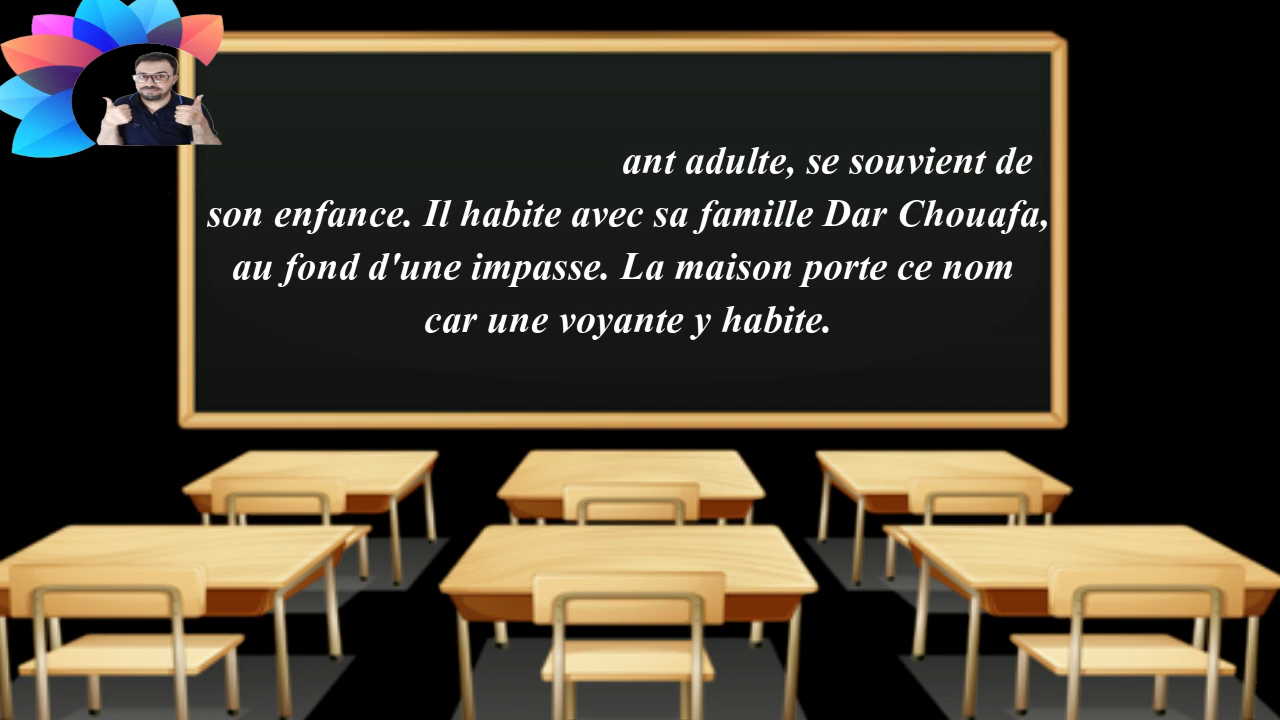 ant adulte, se souvient de
son enfance. Il habite avec sa famille Dar Chouafa,
au fond d'une impasse. La maison porte ce nom
car une voyante y habite.